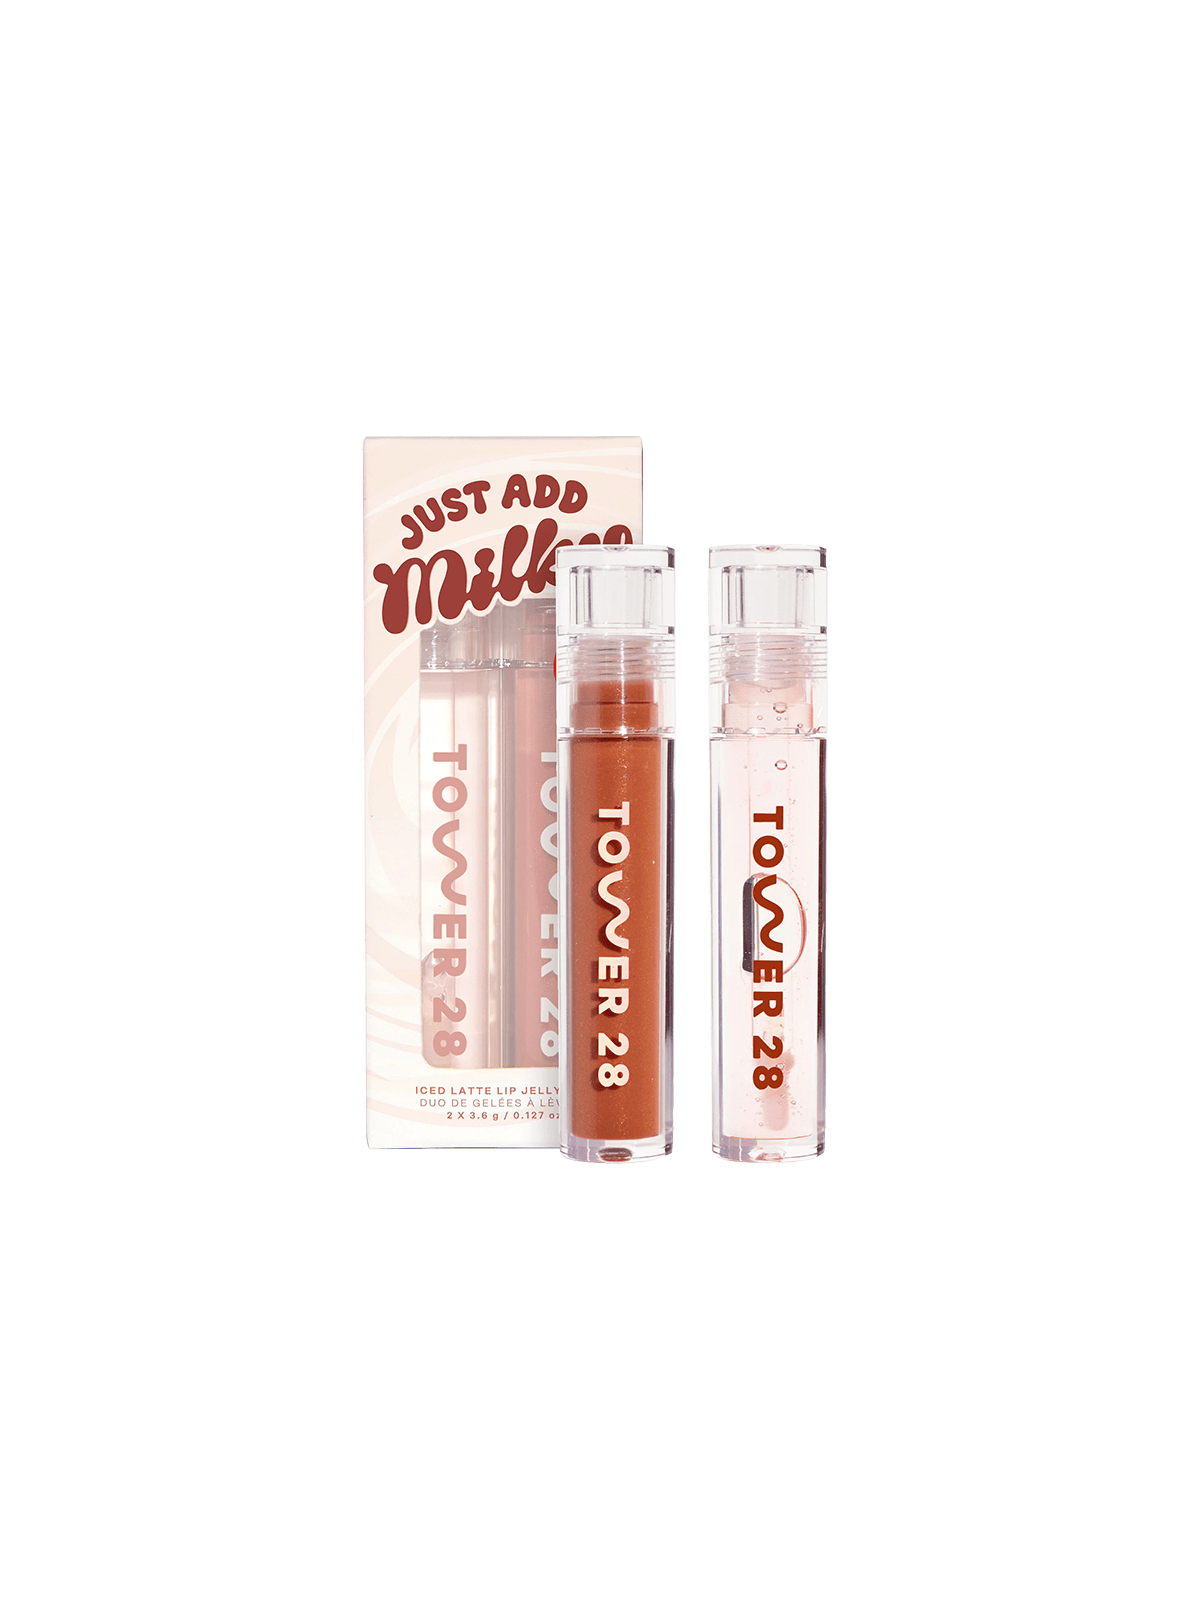 JUST ADD
TOWER 28
TOWER 28
ICED LATTE LIP JELLY
DUO DE GELÉES À
2 X 3.6 g / 0.127
TOWER 28
TOWER 28